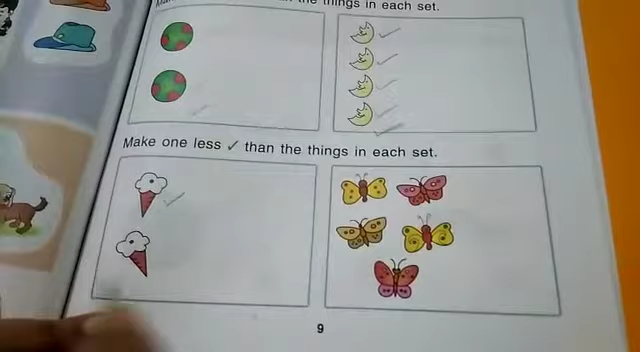 the things in each set.
Make one less ✓ than the things in each set.
9